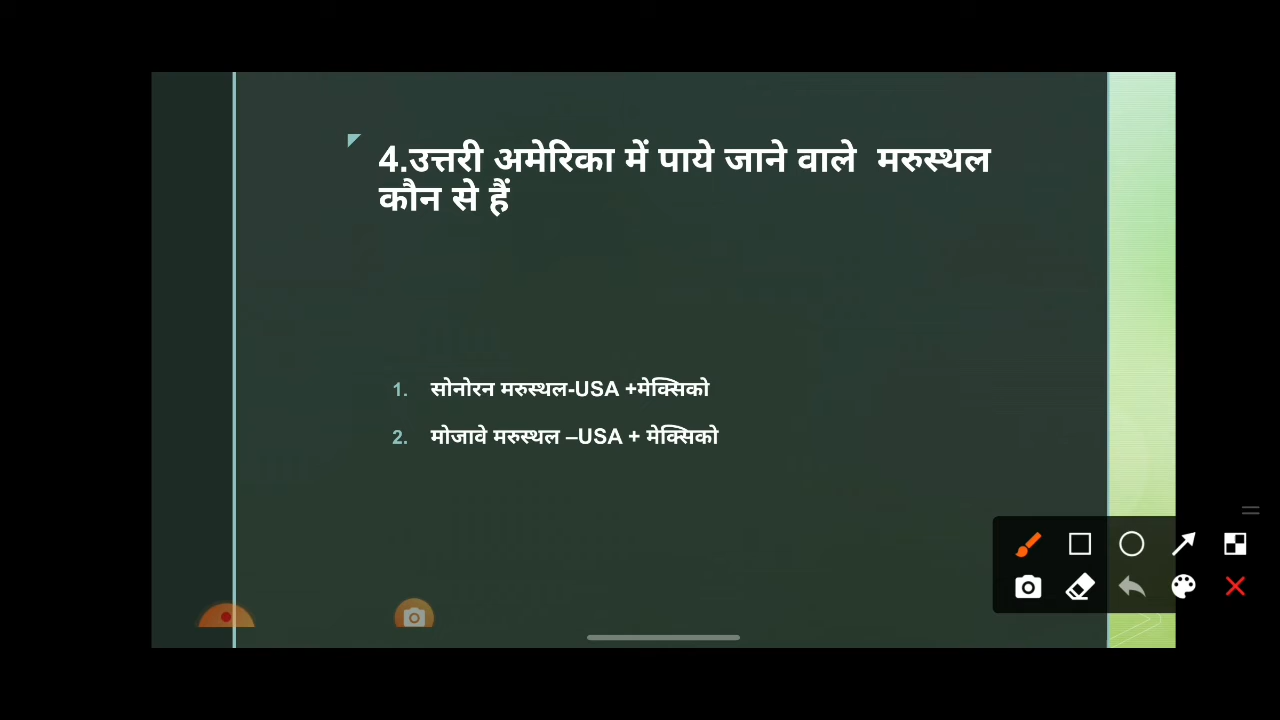 4.उत्तरी अमेरिका में पाये जाने वाले मरुस्थल
कौन से हैं
1. सोनोरन मरुस्थल-USA +मेक्सिको
2. मोजावे मरुस्थल –USA + मेक्सिको